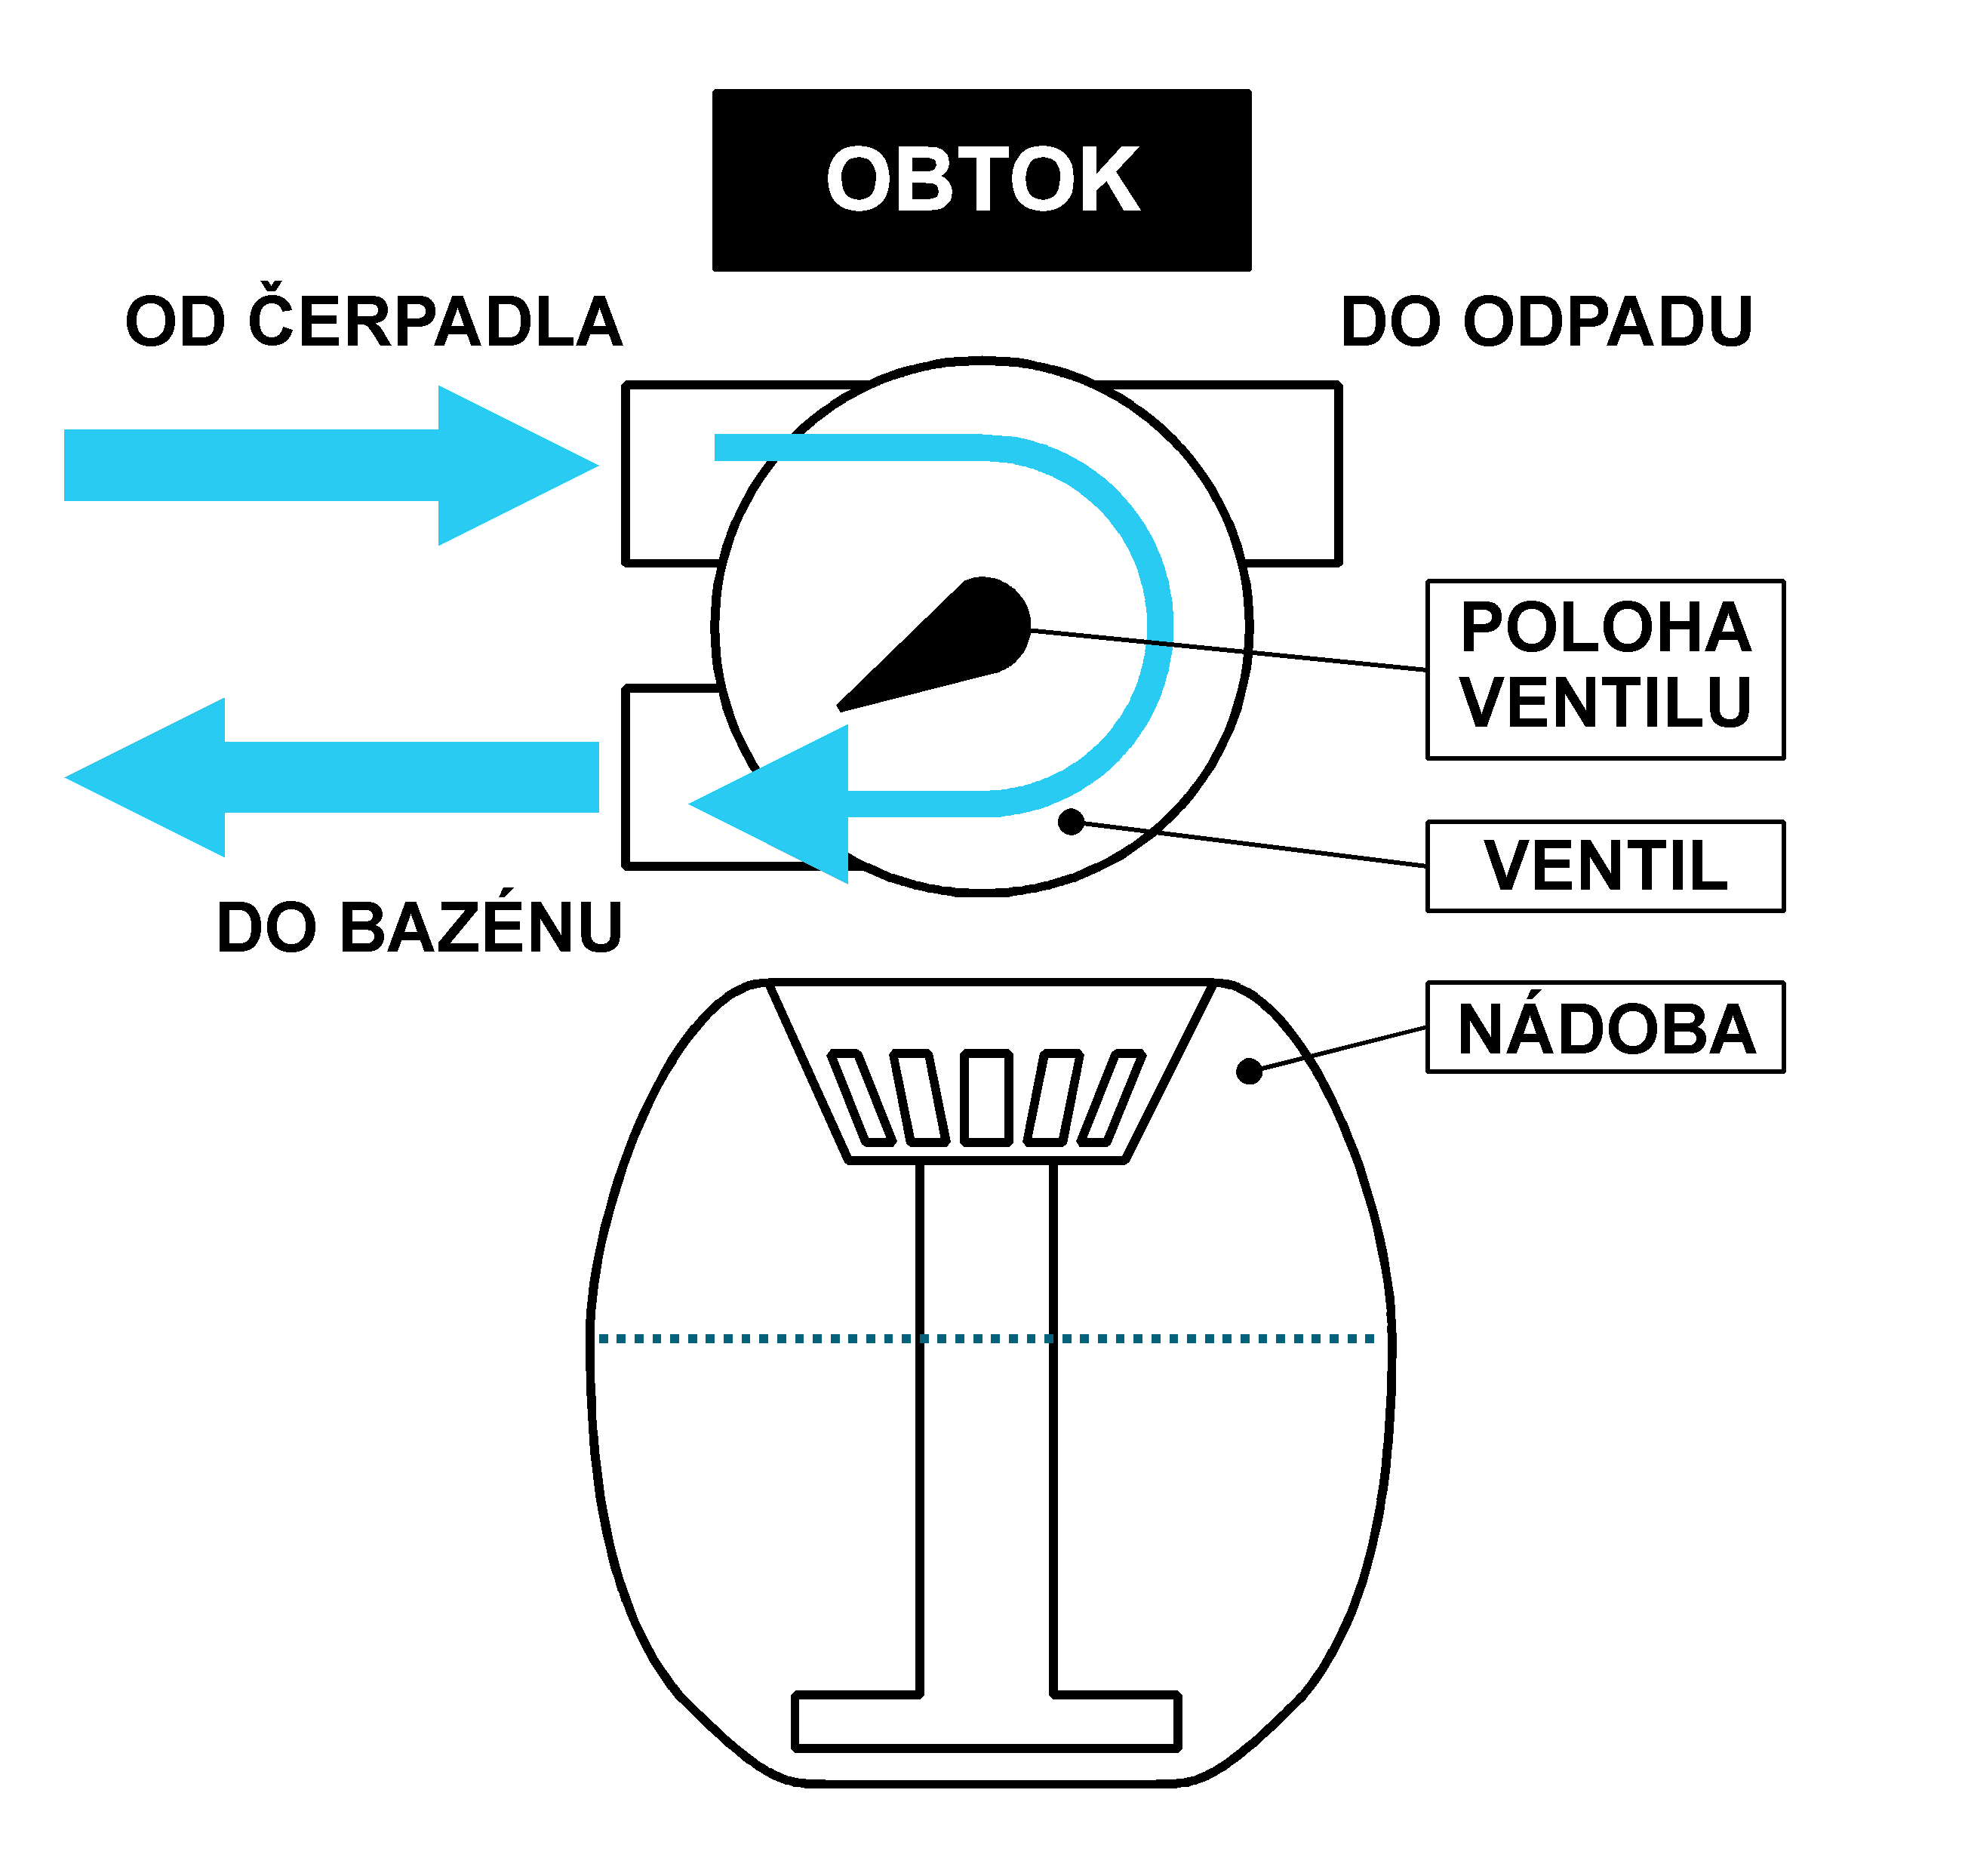 OBTOK
OD ČERPADLA
DO ODPADU
POLOHA
VENTILU
VENTIL
DO BAZÉNU
NÁDOBA